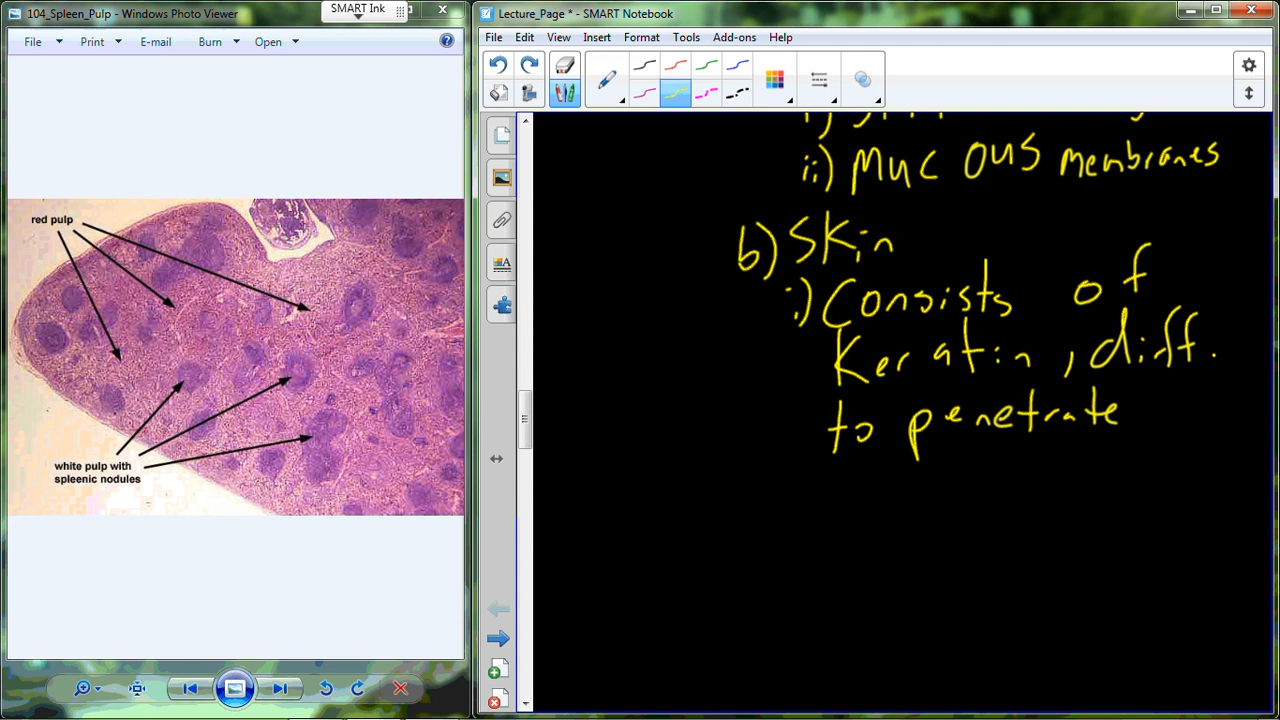 104_Spleen_Pulp - Windows Photo Viewer
SMART Ink
File Print E-mail Burn Open
red pulp
white pulp with
spleenic nodules
Lecture_Page * - SMART Notebook
File Edit View Insert Format Tools Add-ons Help
ii) Mucous membranes
b) Skin
i) Consists of
Keratin, diff.
to penetrate